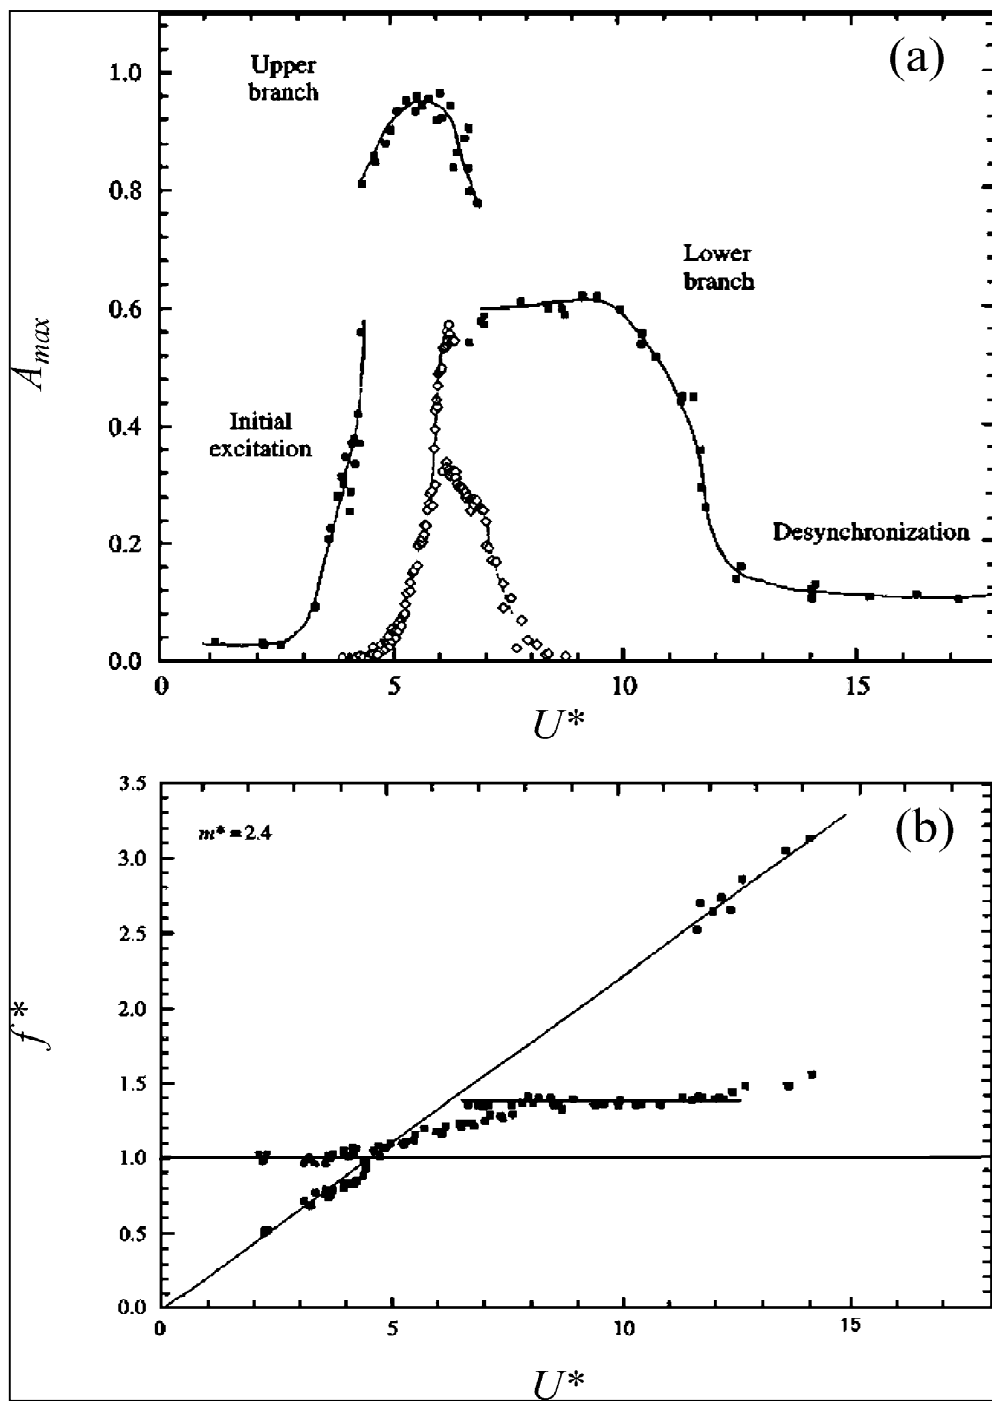 (a)
Upper
branch
1.0
0.8
0.6
0.4
0.2
0.0
A_max
Initial
excitation
Lower
branch
Desynchronization
0 5 10 15
U*
(b)
m* = 2.4
3.5
3.0
2.5
2.0
1.5
1.0
0.5
0.0
f*
0 5 10 15
U*